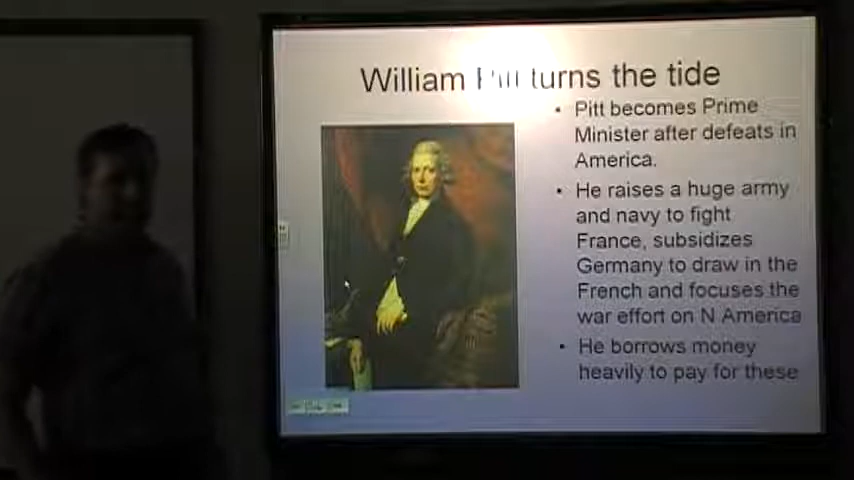 William Pitt turns the tide
• Pitt becomes Prime
Minister after defeats in
America.
• He raises a huge army
and navy to fight
France, subsidizes
Germany to draw in the
French and focuses the
war effort on N America
• He borrows money
heavily to pay for these